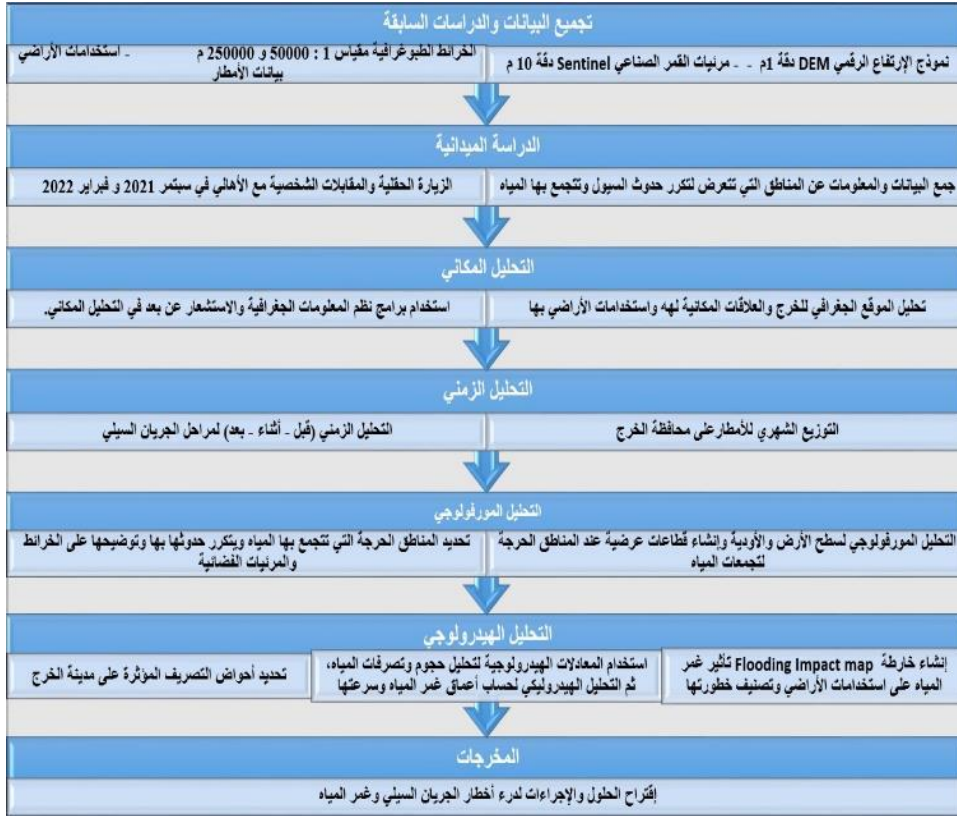 تجميع البيانات والدراسات السابقة
نموذج الإرتفاع الرقمي DEM دقة 1م - - مرئيات القمر الصناعي Sentinel دقة 10 م
الخرائط الطبوغرافية مقياس 1 : 50000 و 250000 م - استخدامات الأراضي
بيانات الأمطار
الدراسة الميدانية
جمع البيانات والمعلومات عن المناطق التي تتعرض لتكرر حدوث السيول وتتجمع بها المياه
الزيارة الحقلية والمقابلات الشخصية مع الأهالي في سبتمر 2021 و فبراير 2022
التحليل المكاني
تحليل الموقع الجغرافي للخرج والعلاقات المكانية لهه واستخدامات الأراضي بها
استخدام برامج نظم المعلومات الجغرافية والاستشعار عن بعد في التحليل المكاني.
التحليل الزمني
التوزيع الشهري للأمطارعلى محافظة الخرج
التحليل الزمني (قبل - أثناء - بعد) لمراحل الجريان السيلي
التحليل المورفولوجي
التحليل المورفولوجي لسطح الأرض والأودية وإنشاء قطاعات عرضية عند المناطق الحرجة
لتجمعات المياه
تحديد المناطق الحرجة التي تتجمع بها المياه ويتكرر حدوثها بها وتوضيحها على الخرائط
والمرئيات الفضائية
التحليل الهيدرولوجي
إنشاء خارطة Flooding Impact map تأثير غمر
المياه على استخدامات الأراضي وتصنيف خطورتها
استخدام المعادلات الهيدرولوجية لتحليل حجوم وتصرفات المياه،
ثم التحليل الهيدروليكي لحساب أعماق غمر المياه وسرعتها
تحديد أحواض التصريف المؤثرة على مدينة الخرج
المخرجات
إقتراح الحلول والإجراءات لدرء أخطار الجريان السيلي وغمر المياه